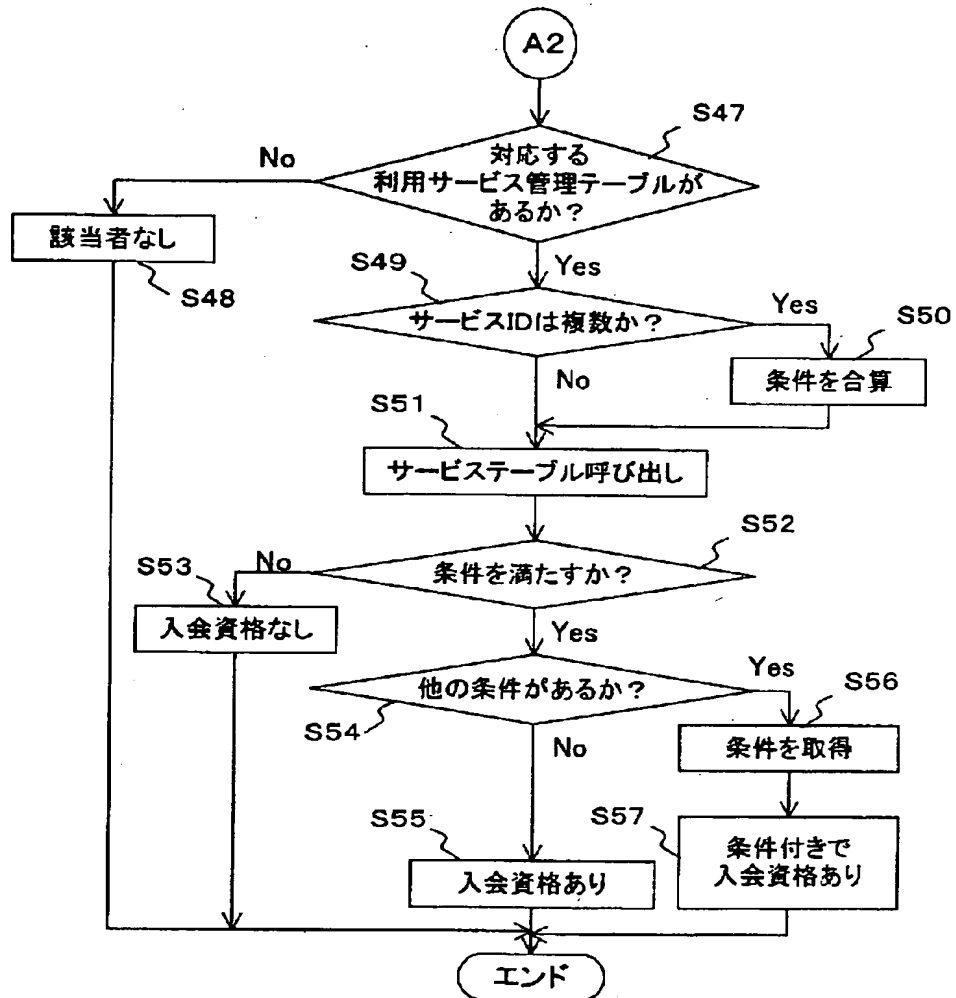 A2
S47
No
対応する
利用サービス管理テーブルが
あるか？
該当者なし
S48
Yes
S49
サービスIDは複数か？
Yes
S50
条件を合算
No
S51
サービステーブル呼び出し
S52
条件を満たすか？
No
S53
入会資格なし
Yes
他の条件があるか？
S54
Yes
S56
条件を取得
No
S55
入会資格あり
S57
条件付きで
入会資格あり
エンド